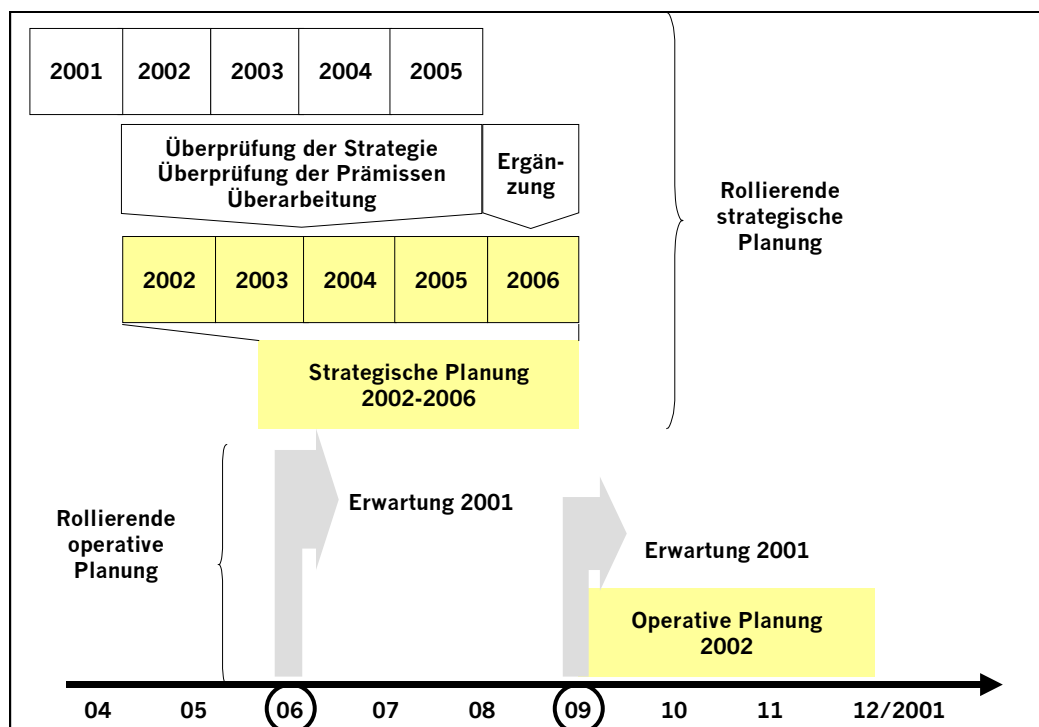 2001 2002 2003 2004 2005
Überprüfung der Strategie
Überprüfung der Prämissen
Überarbeitung
Ergän-
zung
Rollierende
strategische
Planung
2002 2003 2004 2005 2006
Strategische Planung
2002-2006
Rollierende
operative
Planung
Erwartung 2001
Erwartung 2001
Operative Planung
2002
04 05 06 07 08 09 10 11 12/2001